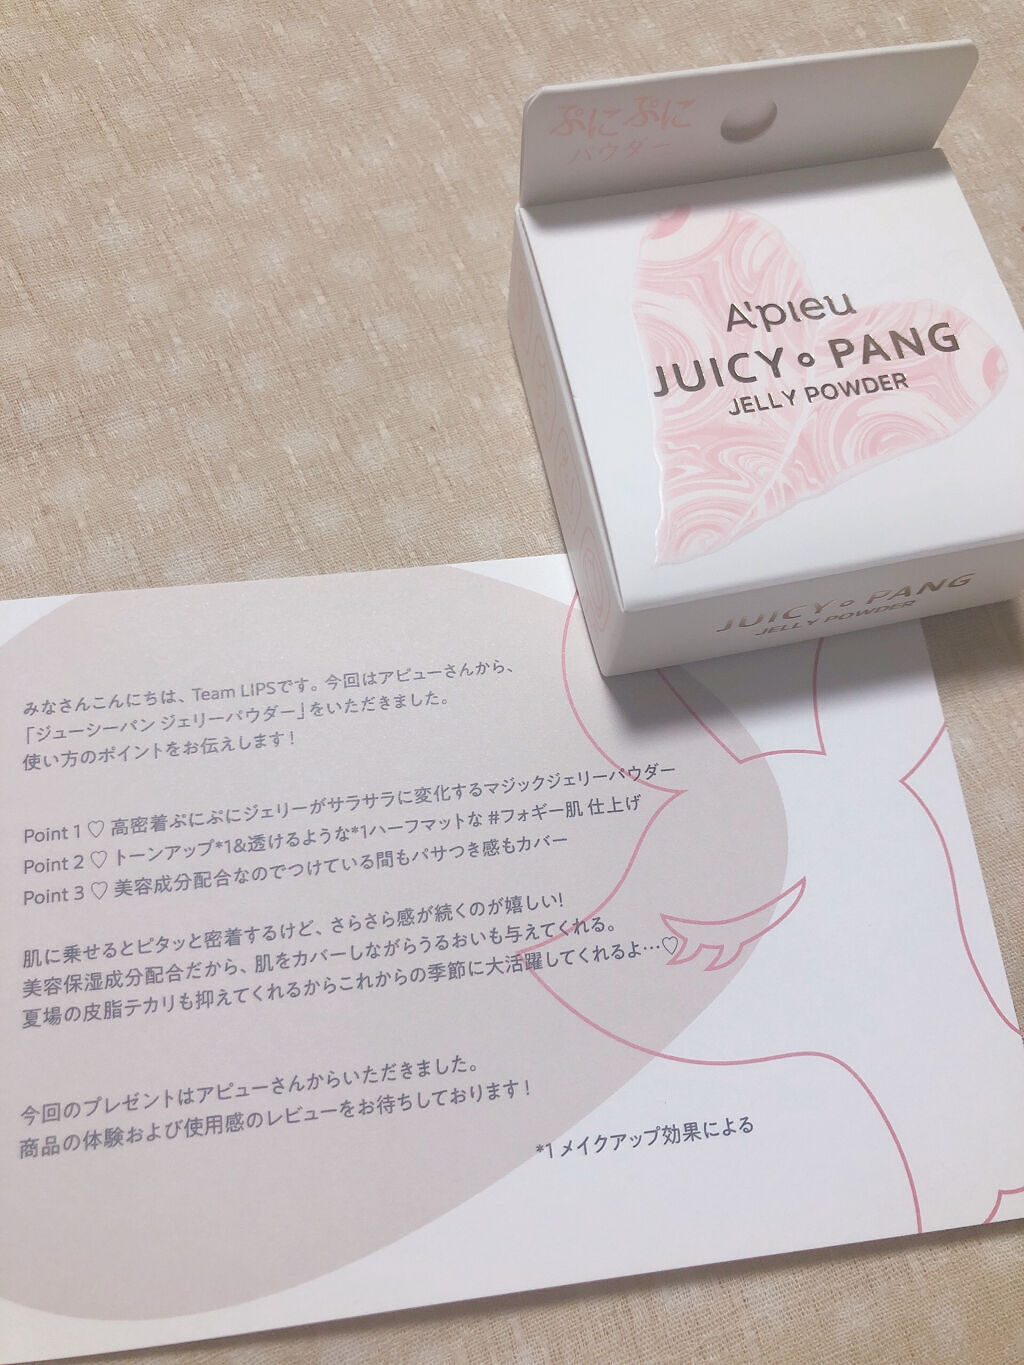 ぷにぷに
パウダー
A'pieu
JUICY PANG
JELLY POWDER
JUICY PANG
JELLY POWDER
みなさんこんにちは、Team LIPSです。今回はアピューさんから、
「ジューシーパン ジェリーパウダー」をいただきました。
使い方のポイントをお伝えします！
Point 1 ♡ 高密着ぷにぷにジェリーがサラサラに変化するマジックジェリーパウダー
Point 2 ♡ トーンアップ*1&透けるような*1ハーフマットな #フォギー肌 仕上げ
Point 3 ♡ 美容成分配合なのでつけている間もパサつき感もカバー
肌に乗せるとピタッと密着するけど、さらさら感が続くのが嬉しい!
美容保湿成分配合だから、肌をカバーしながらうるおいも与えてくれる。
夏場の皮脂テカリも抑えてくれるからこれからの季節に大活躍してくれるよ…♡
今回のプレゼントはアピューさんからいただきました。
商品の体験および使用感のレビューをお待ちしております！
*1 メイクアップ効果による